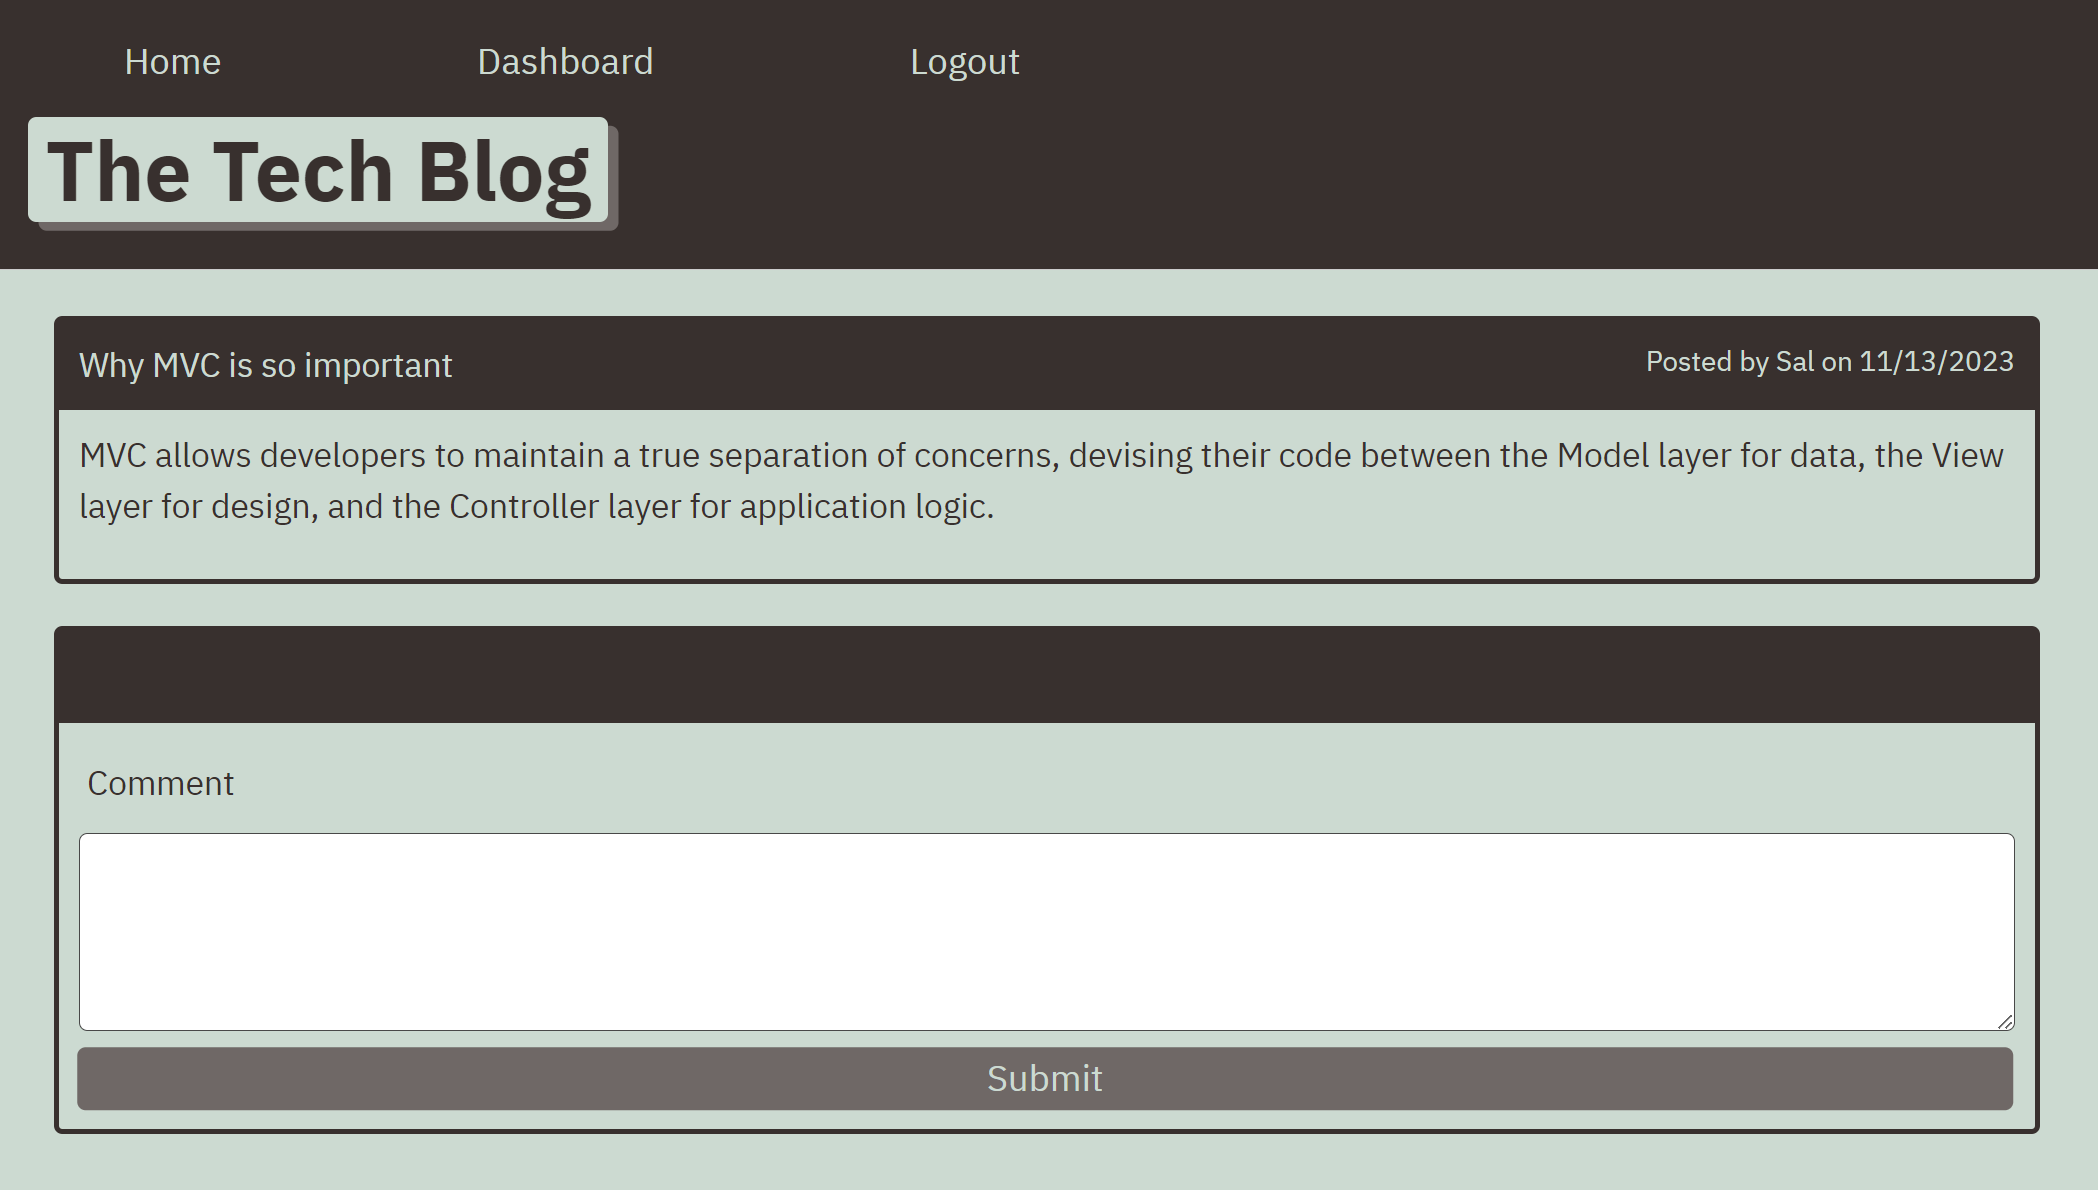 Home Dashboard Logout
The Tech Blog
Why MVC is so important Posted by Sal on 11/13/2023
MVC allows developers to maintain a true separation of concerns, devising their code between the Model layer for data, the View
layer for design, and the Controller layer for application logic.
Comment
Submit